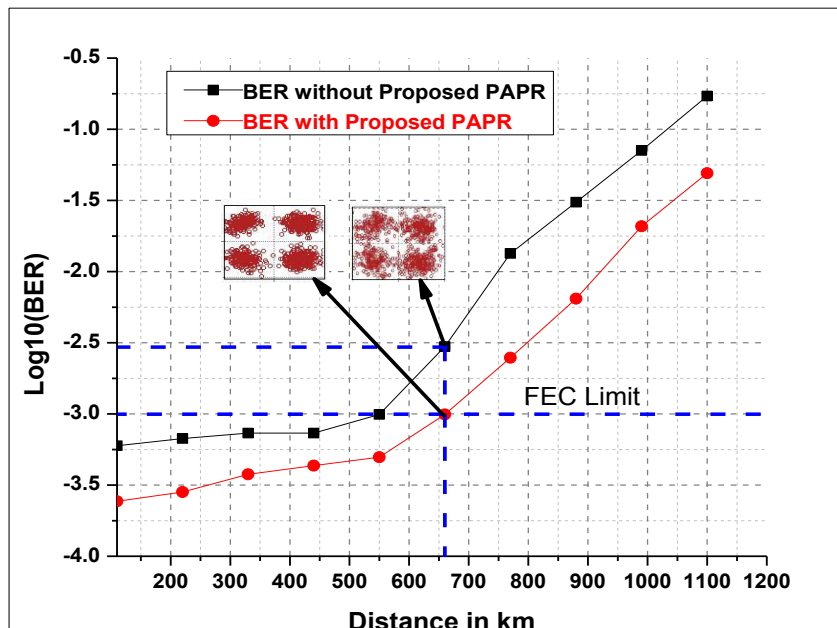 -0.5
BER without Proposed PAPR
BER with Proposed PAPR
-1.0
-1.5
-2.0
-2.5
-3.0
-3.5
-4.0
Log10(BER)
FEC Limit
200 300 400 500 600 700 800 900 1000 1100 1200
Distance in km